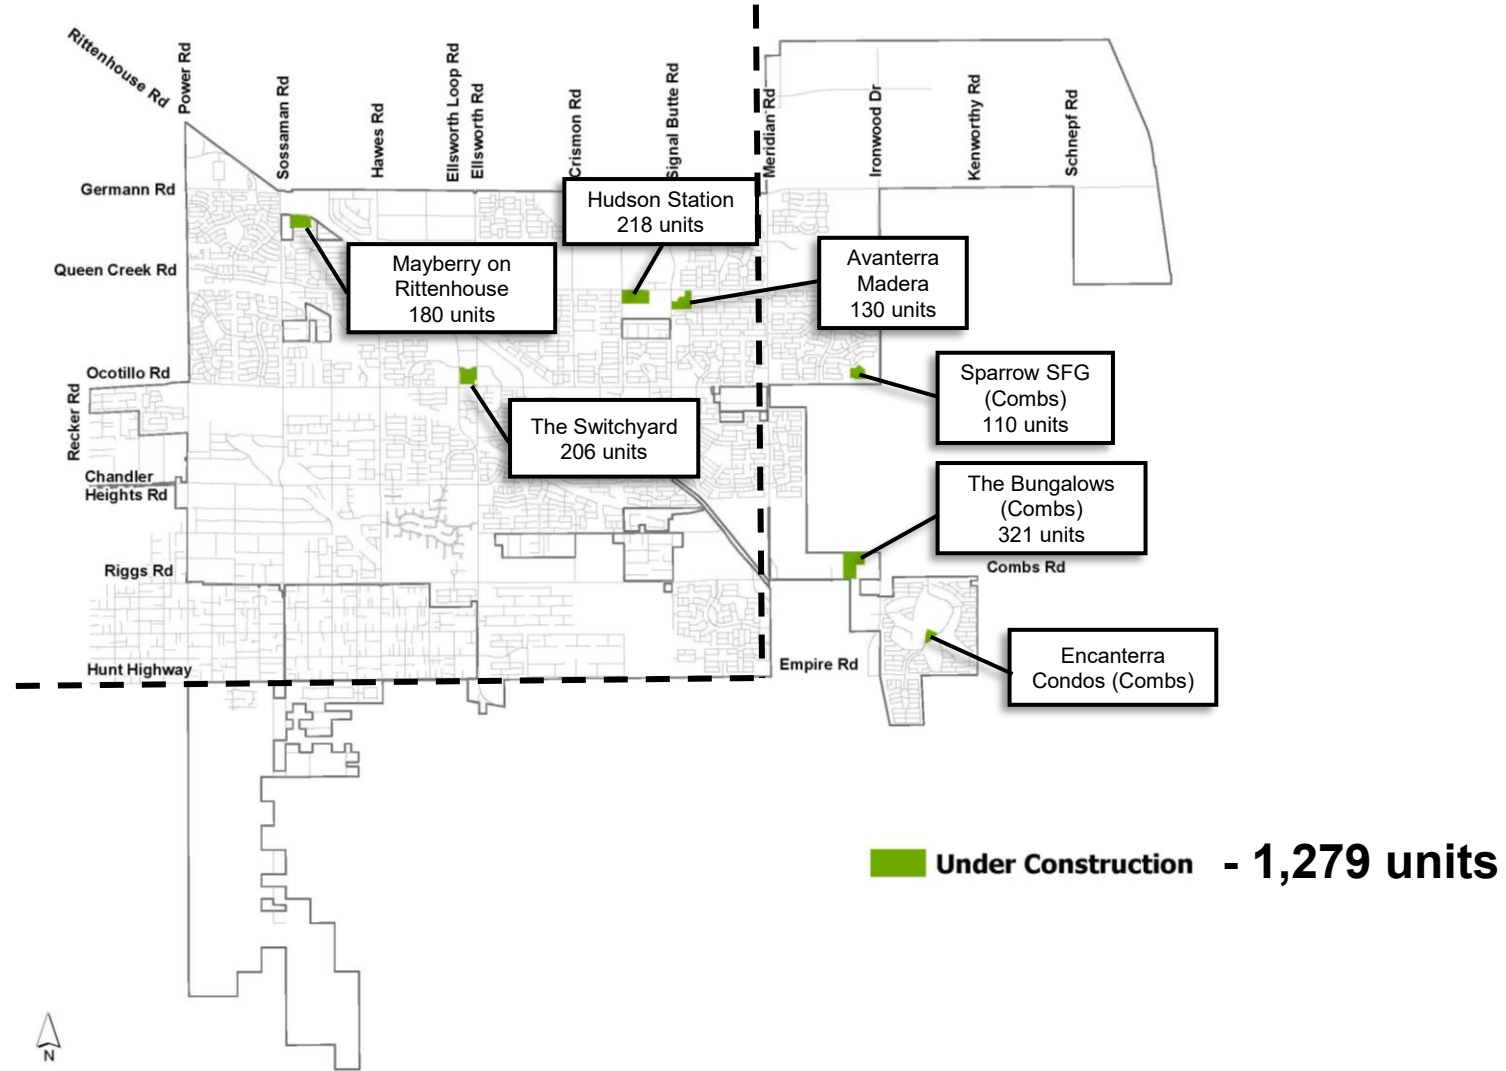 Rittenhouse Rd
Power Rd
Sossaman Rd
Hawes Rd
Ellsworth Loop Rd
Ellsworth Rd
Crismon Rd
Signal Butte Rd
Meridian Rd
Ironwood Dr
Kenworthy Rd
Schnepf Rd
Germann Rd
Hudson Station
218 units
Queen Creek Rd
Mayberry on
Rittenhouse
180 units
Avanterra
Madera
130 units
Ocotillo Rd
Recker Rd
Sparrow SFG
(Combs)
110 units
The Switchyard
206 units
Chandler
Heights Rd
The Bungalows
(Combs)
321 units
Riggs Rd
Combs Rd
Hunt Highway
Empire Rd
Encanterra
Condos (Combs)
Under Construction - 1,279 units
N